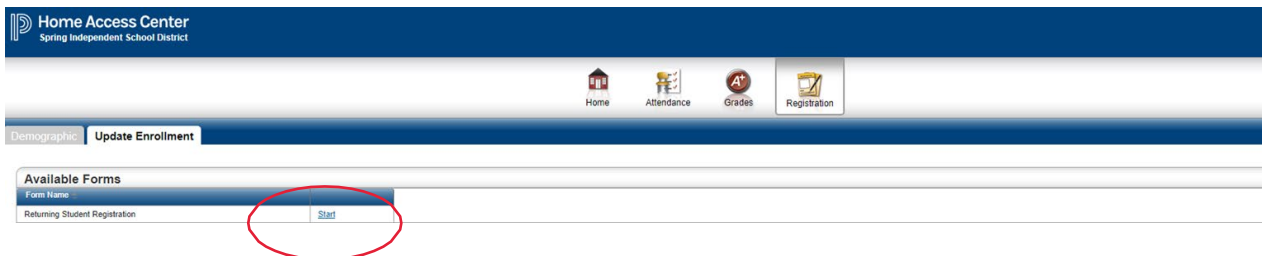 Home Access Center
Spring Independent School District
Home Attendance A+ Grades Registration
Demographic Update Enrollment
Available Forms
Form Name
Returning Student Registration Start